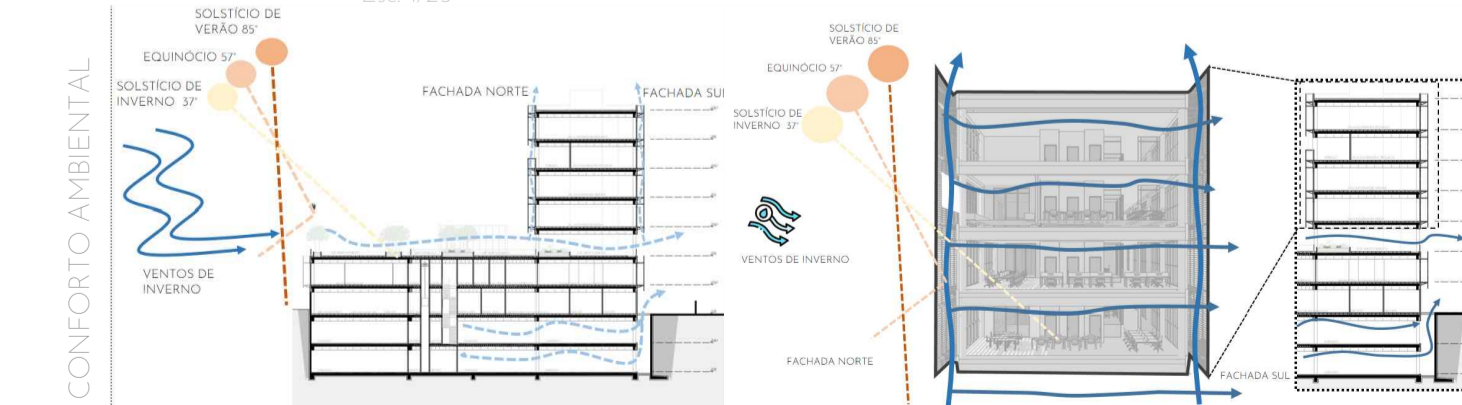 CONFORTO AMBIENTAL
SOLSTÍCIO DE
VERÃO 85°
EQUINÓCIO 57°
SOLSTÍCIO DE
INVERNO 37°
VENTOS DE
INVERNO
FACHADA NORTE
FACHADA SUL
SOLSTÍCIO DE
VERÃO 85°
EQUINÓCIO 57°
SOLSTÍCIO DE
INVERNO 37°
VENTOS DE INVERNO
FACHADA NORTE
FACHADA SUL